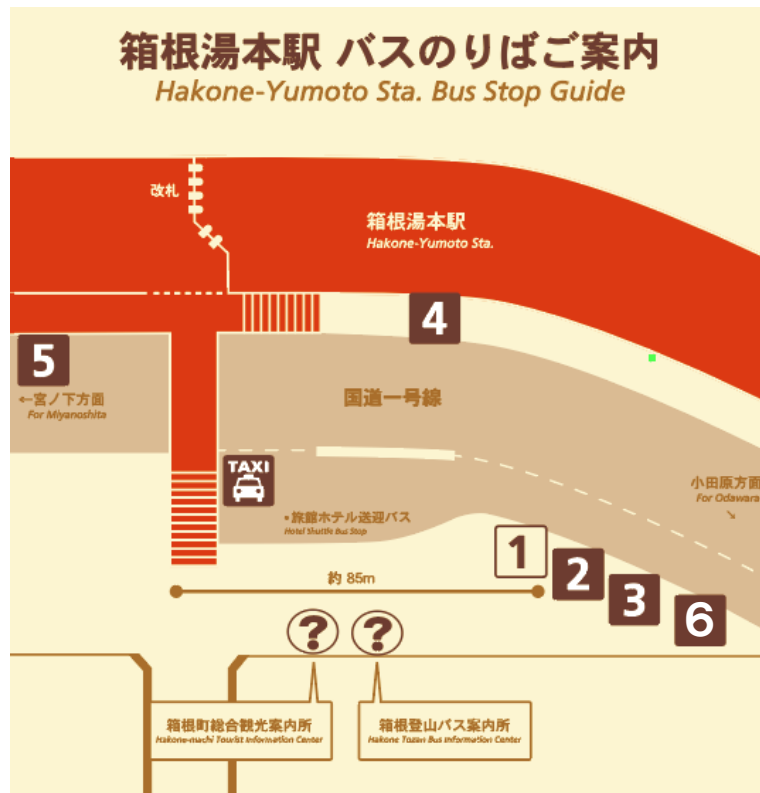 箱根湯本駅 バスのりばご案内
Hakone-Yumoto Sta. Bus Stop Guide
改札
箱根湯本駅
Hakone-Yumoto Sta.
4
5
←宮ノ下方面
For Miyanoshita
国道一号線
TAXI
小田原方面
For Odawara
↘
•旅館ホテル送迎バス
Hotel Shuttle Bus Stop
1
2
3
6
約 85m
?
?
箱根町総合観光案内所
Hakone-machi Tourist Information Center
箱根登山バス案内所
Hakone Tozan Bus Information Center